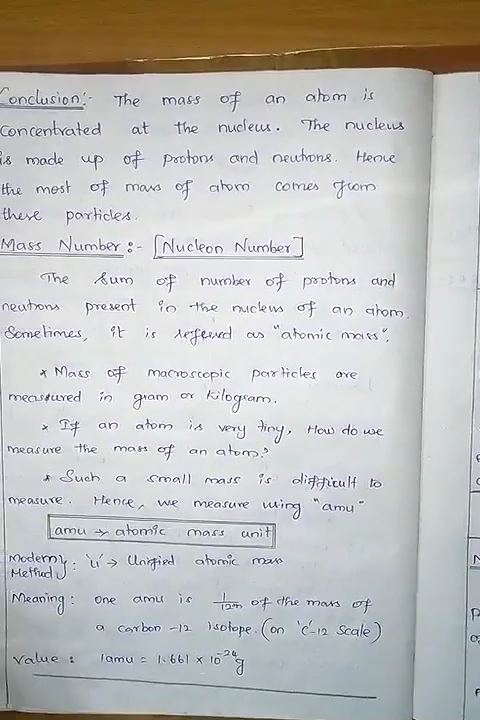 Conclusion:- The mass of an atom is
concentrated at the nucleus. The nucleus
is made up of protons and neutrons. Hence
the most of mass of atom comes from
these particles.
Mass Number:- [Nucleon Number]
The sum of number of protons and
neutrons present in the nucleus of an atom.
Sometimes, it is referred as "atomic mass".
* Mass of macroscopic particles are
measured in gram or kilogram.
* If an atom is very tiny, How do we
measure the mass of an atom?
* Such a small mass is difficult to
measure. Hence, we measure using "amu"
amu → atomic mass unit
Modern Method: 'u' → Unified atomic mass
Meaning: one amu is 1/12th of the mass of
a carbon-12 isotope. (on 'C'-12 scale)
Value: 1amu = 1.661 × 10⁻²⁴g